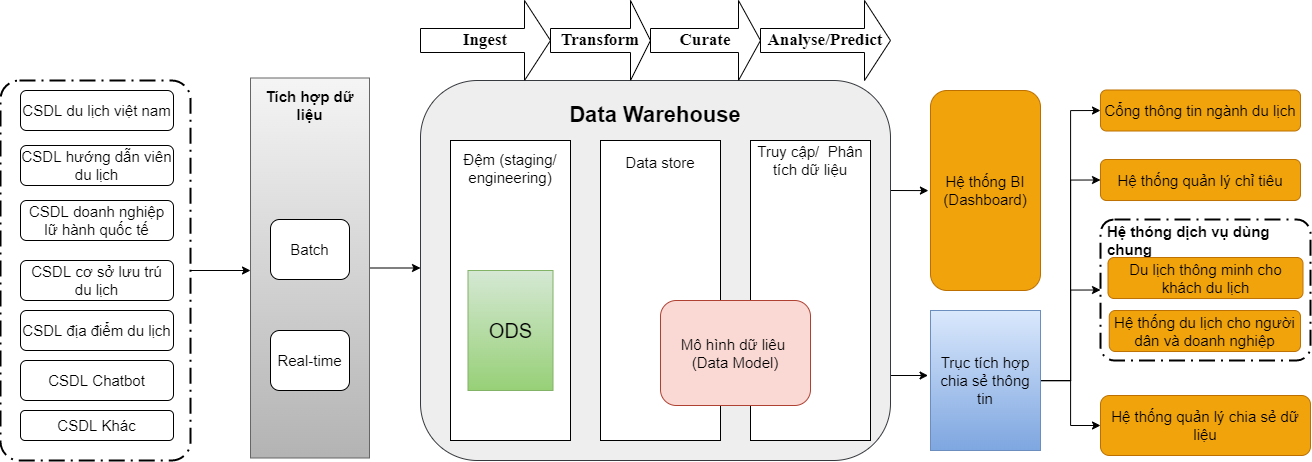 Ingest
Transform
Curate
Analyse/Predict
CSDL du lịch việt nam
CSDL hướng dẫn viên
du lịch
CSDL doanh nghiệp
lữ hành quốc tế
CSDL cơ sở lưu trú
du lịch
CSDL địa điểm du lịch
CSDL Chatbot
CSDL Khác
Tích hợp dữ
liệu
Batch
Real-time
Data Warehouse
Đệm (staging/
engineering)
ODS
Data store
Truy cập/ Phân
tích dữ liệu
Mô hình dữ liêu
(Data Model)
Hệ thống BI
(Dashboard)
Trục tích hợp
chia sẻ thông
tin
Cổng thông tin ngành du lịch
Hệ thống quản lý chỉ tiêu
Hệ thóng dịch vụ dùng
chung
Du lịch thông minh cho
khách du lịch
Hệ thống du lịch cho người
dân và doanh nghiệp
Hệ thống quản lý chia sẻ dữ
liệu